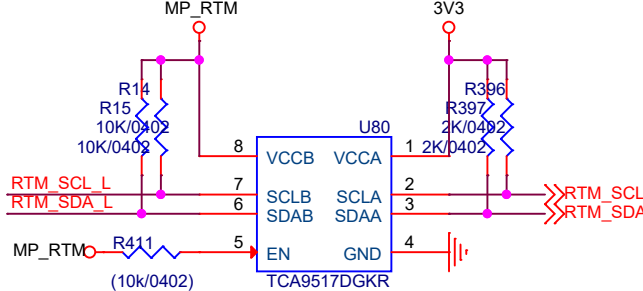 MP_RTM
3V3
R14
R396
R15
R397
10K/0402
2K/0402
10K/0402
2K/0402
U80
8
VCCB
VCCA
1
RTM_SCL_L
7
SCLB
SCLA
2
RTM_SCL
RTM_SDA_L
6
SDAB
SDAA
3
RTM_SDA
MP_RTM
R411
5
EN
GND
4
(10k/0402)
TCA9517DGKR